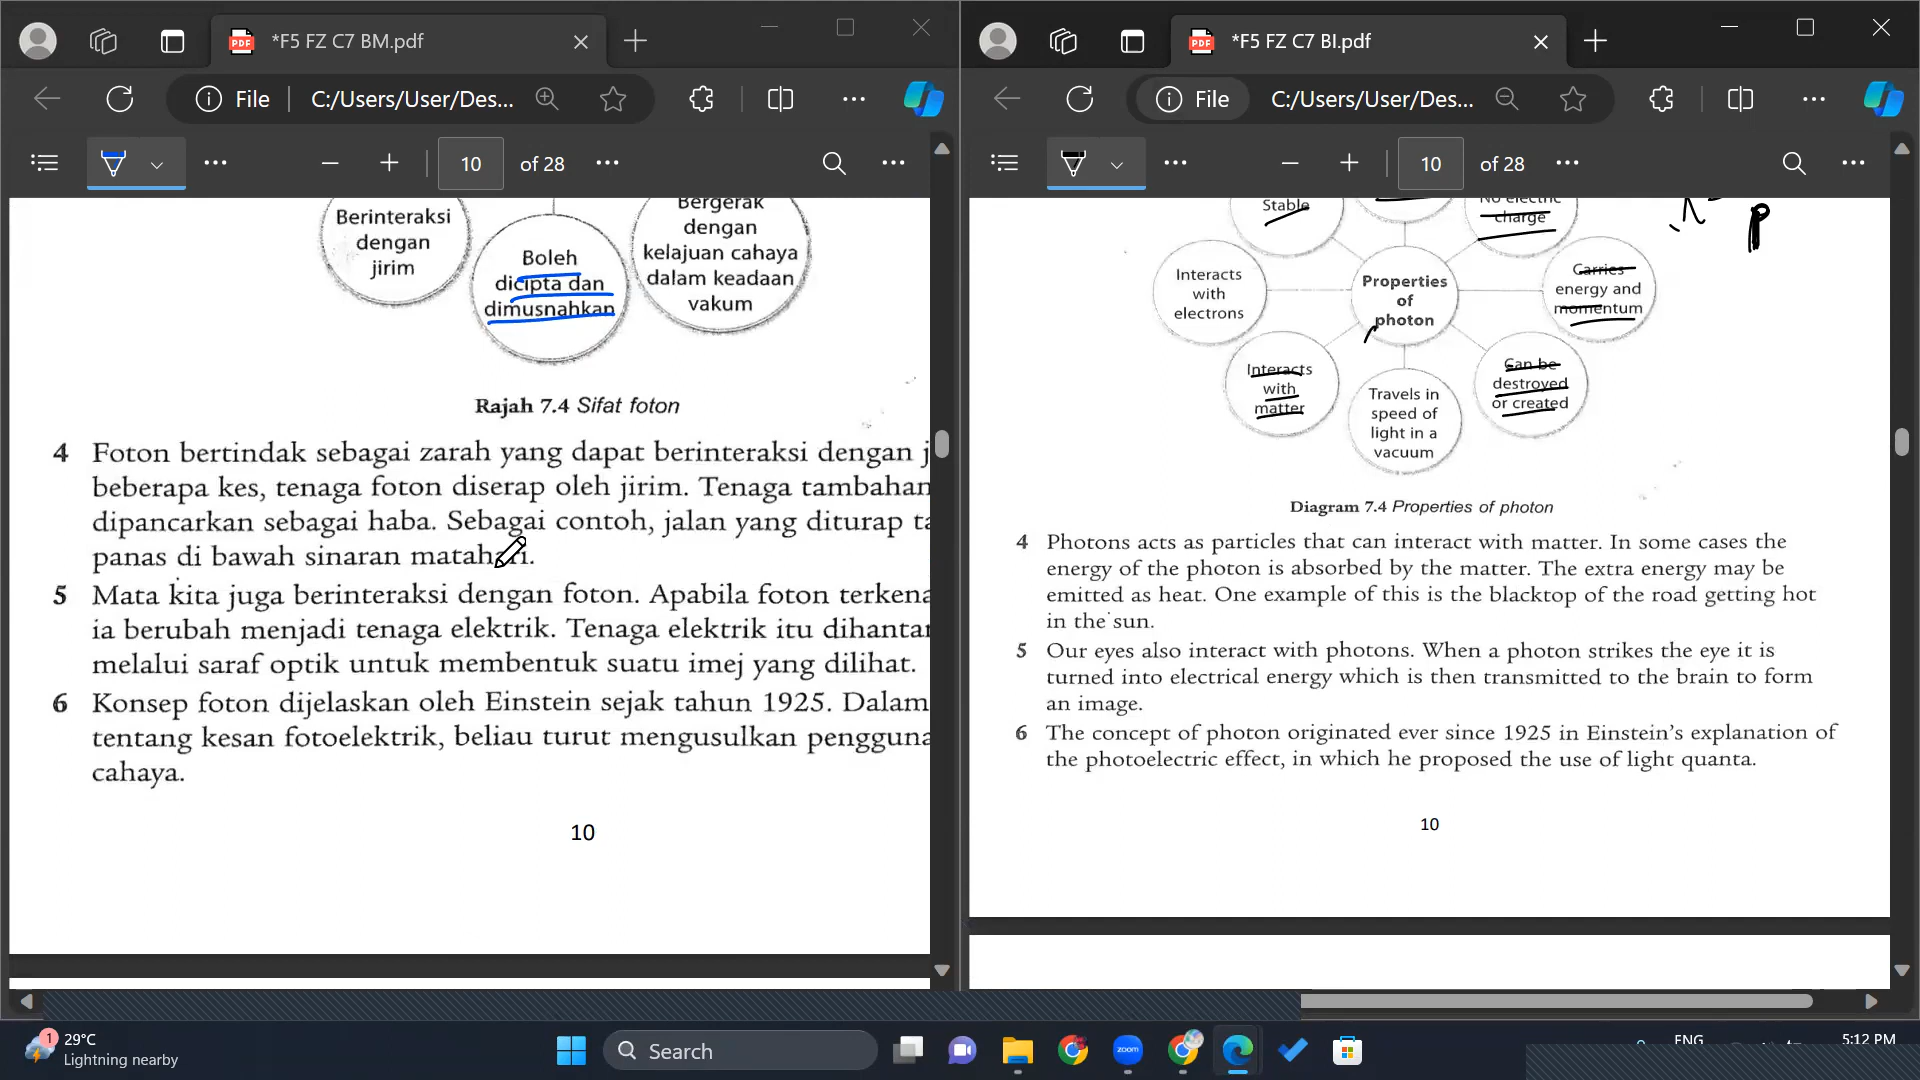 *F5 FZ C7 BM.pdf
File
C:/Users/User/Des...
10
of 28
Berinteraksi
dengan
jirim
Boleh
dicipta dan
dimusnahkan
Bergerak
dengan
kelajuan cahaya
dalam keadaan
vakum
Rajah 7.4 Sifat foton
4 Foton bertindak sebagai zarah yang dapat berinteraksi dengan j
beberapa kes, tenaga foton diserap oleh jirim. Tenaga tambahan
dipancarkan sebagai haba. Sebagai contoh, jalan yang diturap ta
panas di bawah sinaran matahari.
5 Mata kita juga berinteraksi dengan foton. Apabila foton terkena
ia berubah menjadi tenaga elektrik. Tenaga elektrik itu dihantar
melalui saraf optik untuk membentuk suatu imej yang dilihat.
6 Konsep foton dijelaskan oleh Einstein sejak tahun 1925. Dalam
tentang kesan fotoelektrik, beliau turut mengusulkan pengguna
cahaya.
10
*F5 FZ C7 BI.pdf
File
C:/Users/User/Des...
10
of 28
Stable
No electric
charge
λ
p
Interacts
with
electrons
Properties
of
photon
Carries
energy and
momentum
Interacts
with
matter
Travels in
speed of
light in a
vacuum
Can be
destroyed
or created
Diagram 7.4 Properties of photon
4 Photons acts as particles that can interact with matter. In some cases the
energy of the photon is absorbed by the matter. The extra energy may be
emitted as heat. One example of this is the blacktop of the road getting hot
in the sun.
5 Our eyes also interact with photons. When a photon strikes the eye it is
turned into electrical energy which is then transmitted to the brain to form
an image.
6 The concept of photon originated ever since 1925 in Einstein's explanation of
the photoelectric effect, in which he proposed the use of light quanta.
10
1
29°C
Lightning nearby
Search
zoom
ENG
5:12 PM